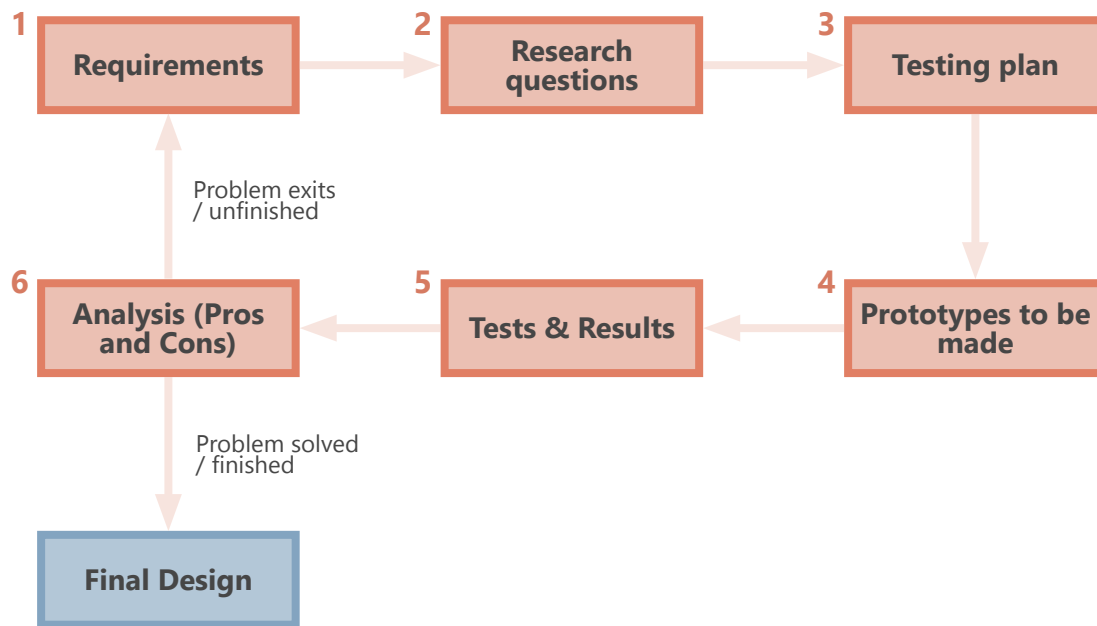 1
Requirements
2
Research
questions
3
Testing plan
Problem exits
/ unfinished
6
Analysis (Pros
and Cons)
5
Tests & Results
4
Prototypes to be
made
Problem solved
/ finished
Final Design